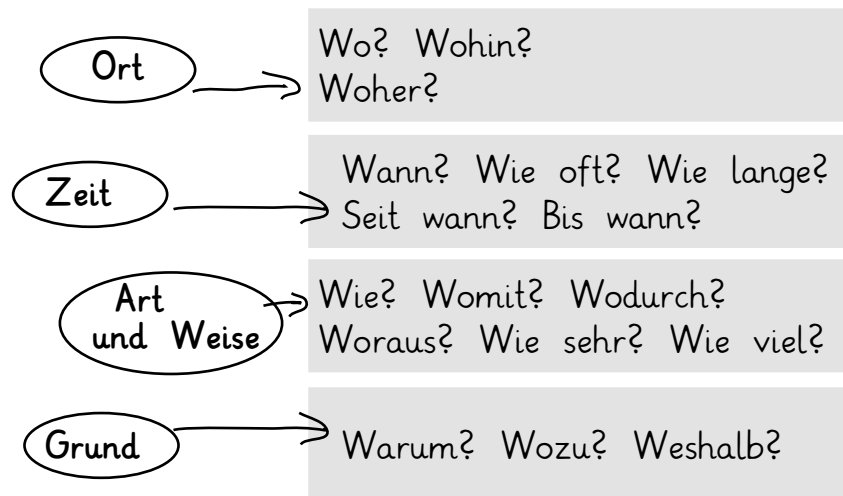 Ort
Wo? Wohin?
Woher?
Zeit
Wann? Wie oft? Wie lange?
Seit wann? Bis wann?
Art
und Weise
Wie? Womit? Wodurch?
Woraus? Wie sehr? Wie viel?
Grund
Warum? Wozu? Weshalb?